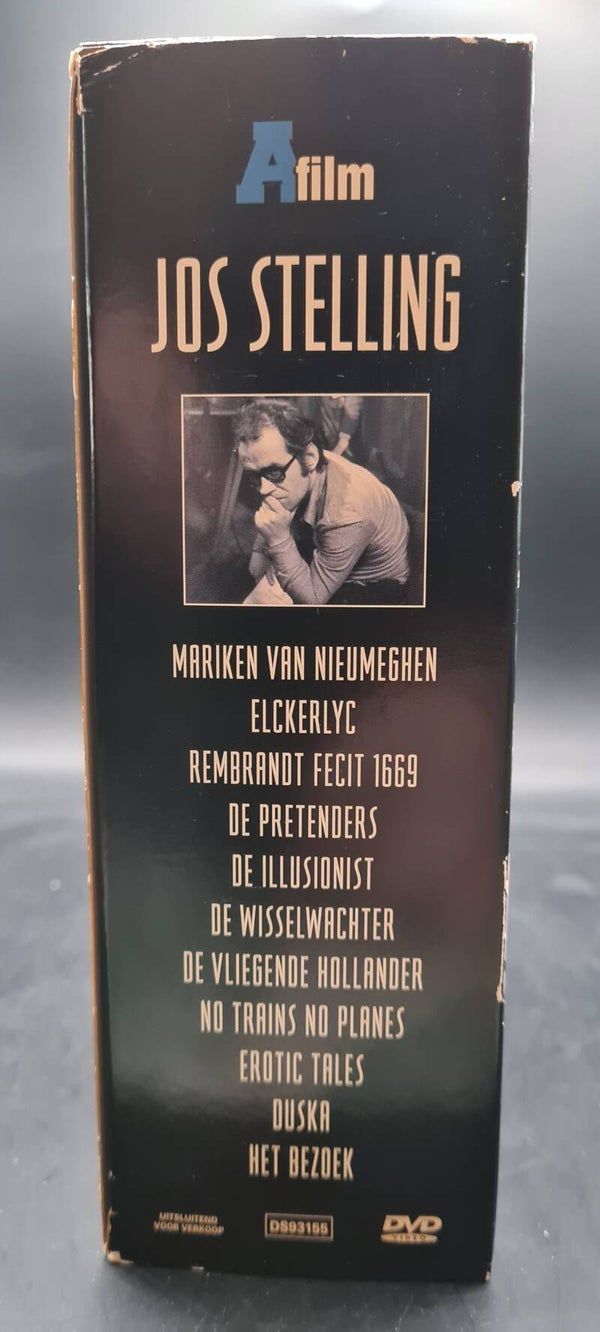 Afilm
JOS STELLING
MARIKEN VAN NIEUMEGHEN
ELCKERLYC
REMBRANDT FECIT 1669
DE PRETENDERS
DE ILLUSIONIST
DE WISSELWACHTER
DE VLIEGENDE HOLLANDER
NO TRAINS NO PLANES
EROTIC TALES
DUSKA
HET BEZOEK
UITSLUITEND
VOOR VERKOOP
DS93155
DVD
VIDEO